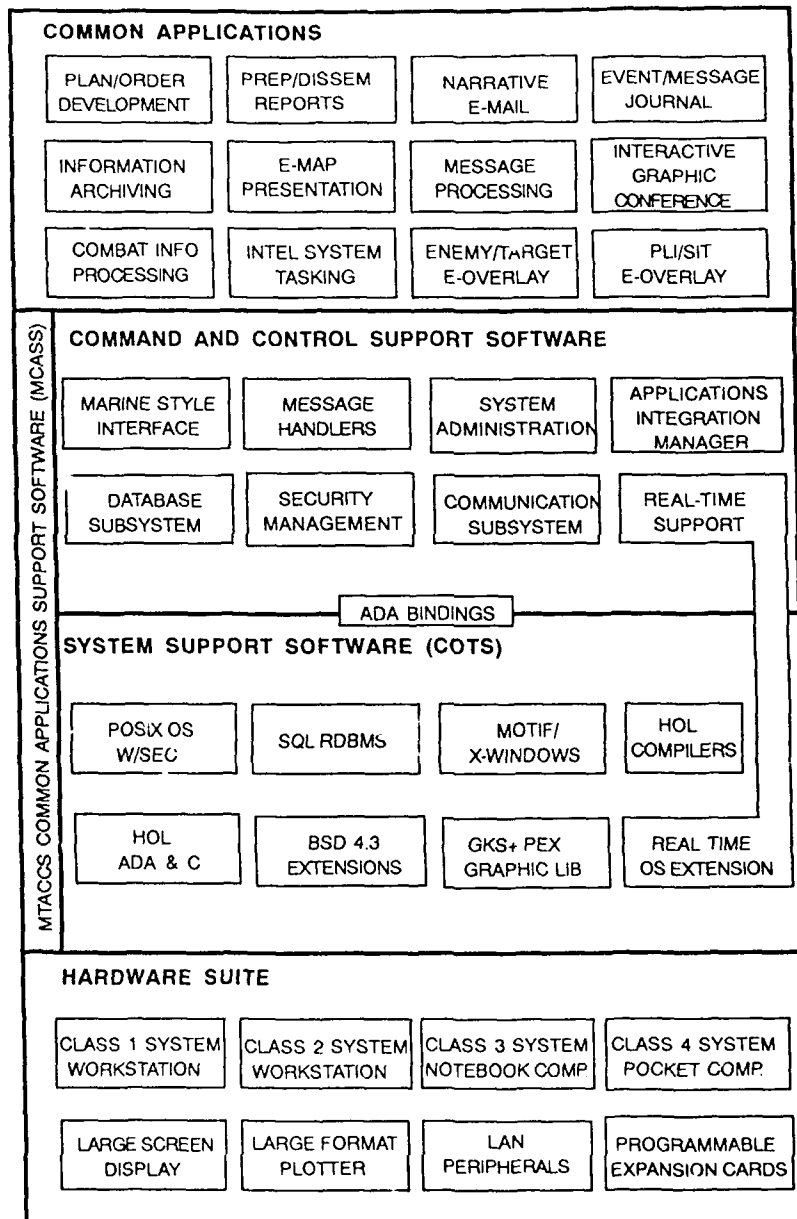 COMMON APPLICATIONS
PLAN/ORDER
DEVELOPMENT
PREP/DISSEM
REPORTS
NARRATIVE
E-MAIL
EVENT/MESSAGE
JOURNAL
INFORMATION
ARCHIVING
E-MAP
PRESENTATION
MESSAGE
PROCESSING
INTERACTIVE
GRAPHIC
CONFERENCE
COMBAT INFO
PROCESSING
INTEL SYSTEM
TASKING
ENEMY/TARGET
E-OVERLAY
PLI/SIT
E-OVERLAY
MTACCS COMMON APPLICATIONS SUPPORT SOFTWARE (MCASS)
COMMAND AND CONTROL SUPPORT SOFTWARE
MARINE STYLE
INTERFACE
MESSAGE
HANDLERS
SYSTEM
ADMINISTRATION
APPLICATIONS
INTEGRATION
MANAGER
DATABASE
SUBSYSTEM
SECURITY
MANAGEMENT
COMMUNICATION
SUBSYSTEM
REAL-TIME
SUPPORT
ADA BINDINGS
SYSTEM SUPPORT SOFTWARE (COTS)
POSIX OS
W/SEC
SQL RDBMS
MOTIF/
X-WINDOWS
HOL
COMPILERS
HOL
ADA & C
BSD 4.3
EXTENSIONS
GKS+ PEX
GRAPHIC LIB
REAL TIME
OS EXTENSION
HARDWARE SUITE
CLASS 1 SYSTEM
WORKSTATION
CLASS 2 SYSTEM
WORKSTATION
CLASS 3 SYSTEM
NOTEBOOK COMP.
CLASS 4 SYSTEM
POCKET COMP.
LARGE SCREEN
DISPLAY
LARGE FORMAT
PLOTTER
LAN
PERIPHERALS
PROGRAMMABLE
EXPANSION CARDS